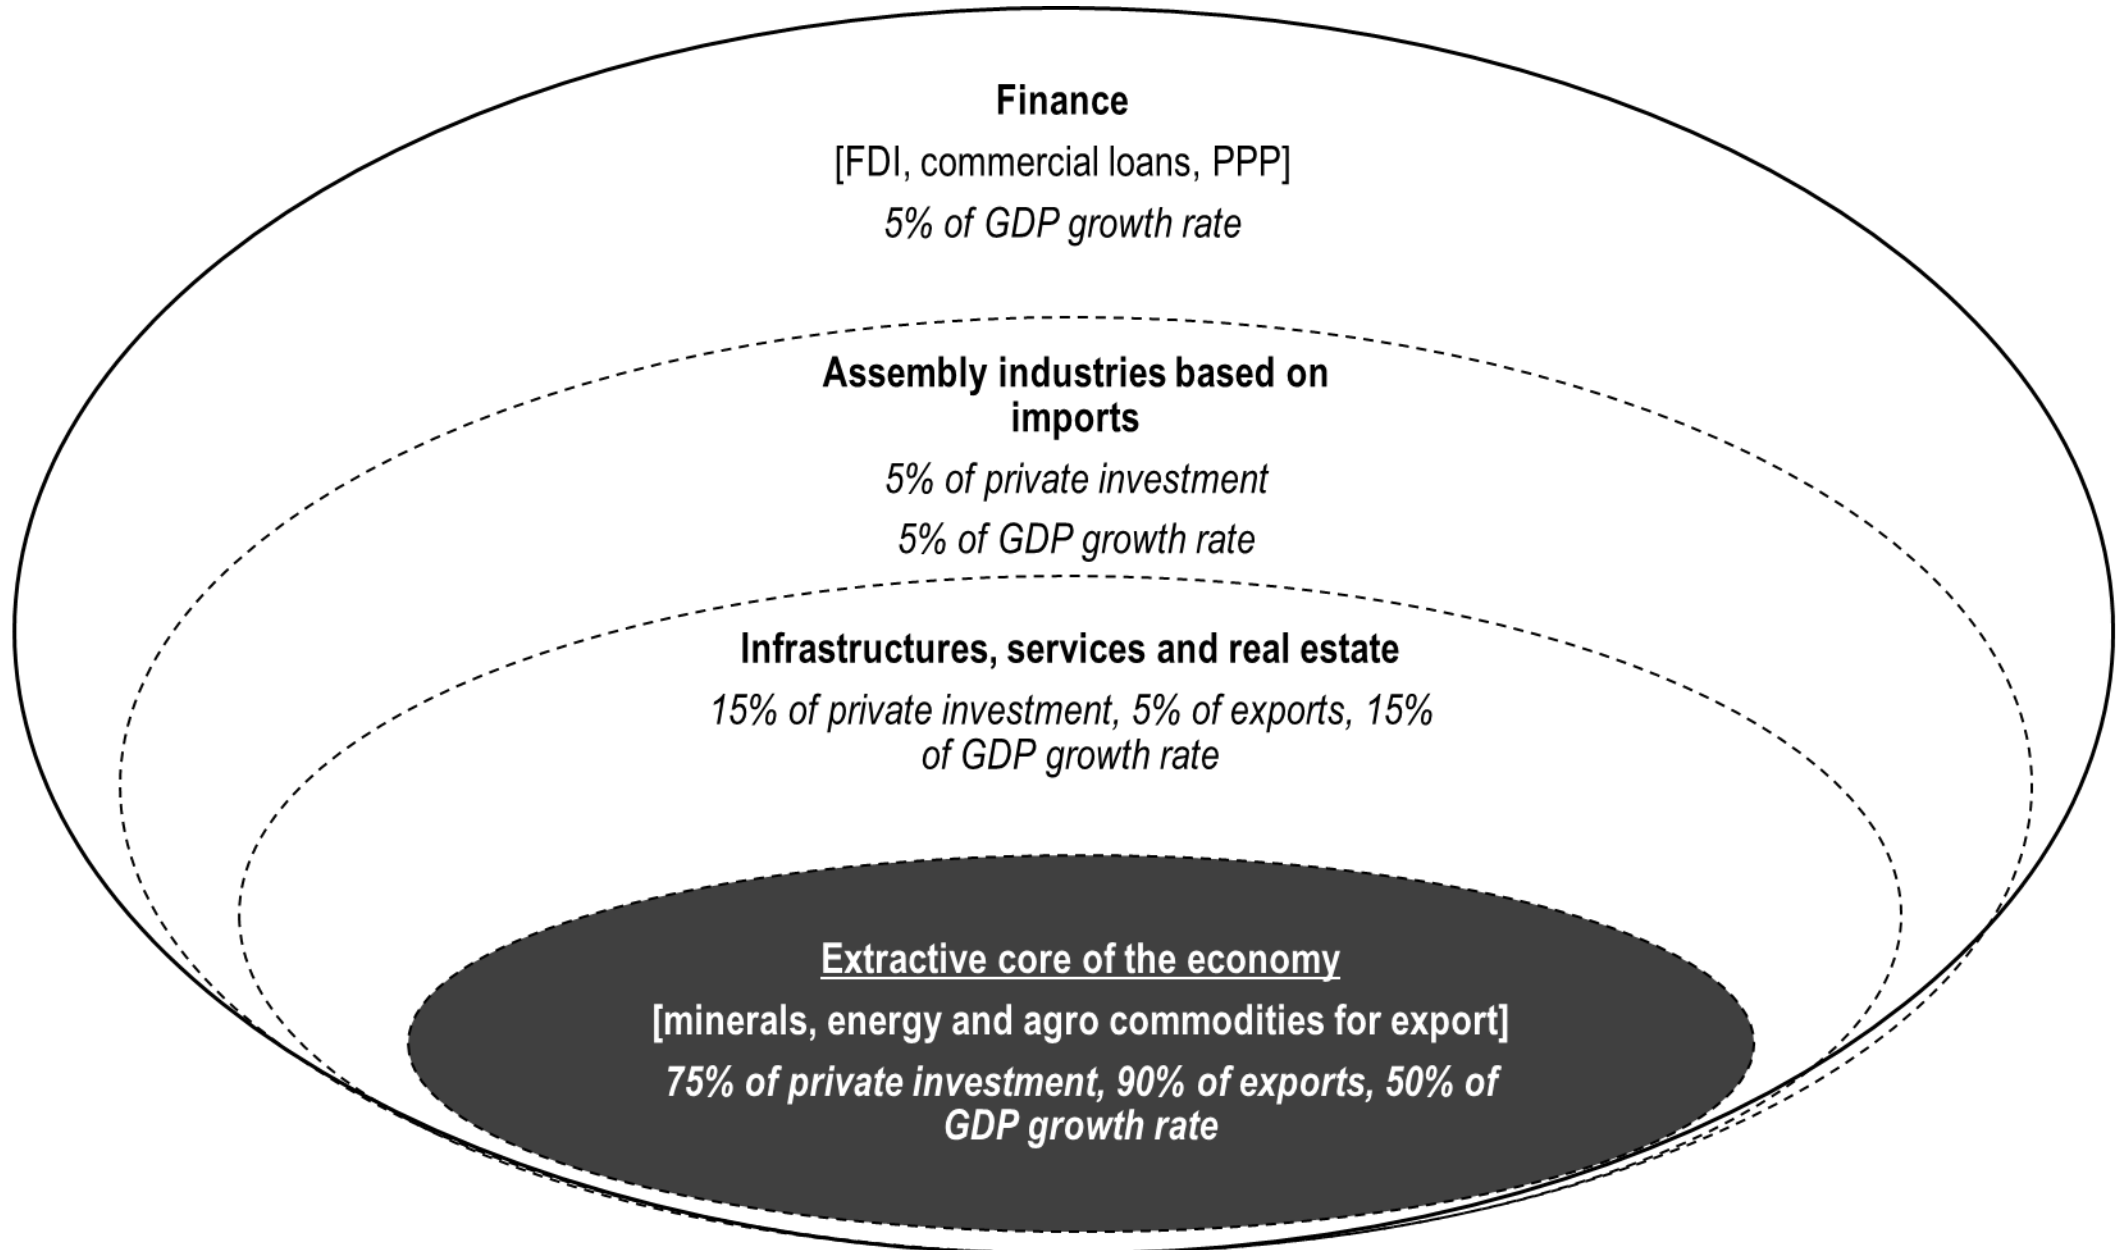 Finance
[FDI, commercial loans, PPP]
5% of GDP growth rate
Assembly industries based on
imports
5% of private investment
5% of GDP growth rate
Infrastructures, services and real estate
15% of private investment, 5% of exports, 15%
of GDP growth rate
Extractive core of the economy
[minerals, energy and agro commodities for export]
75% of private investment, 90% of exports, 50% of
GDP growth rate